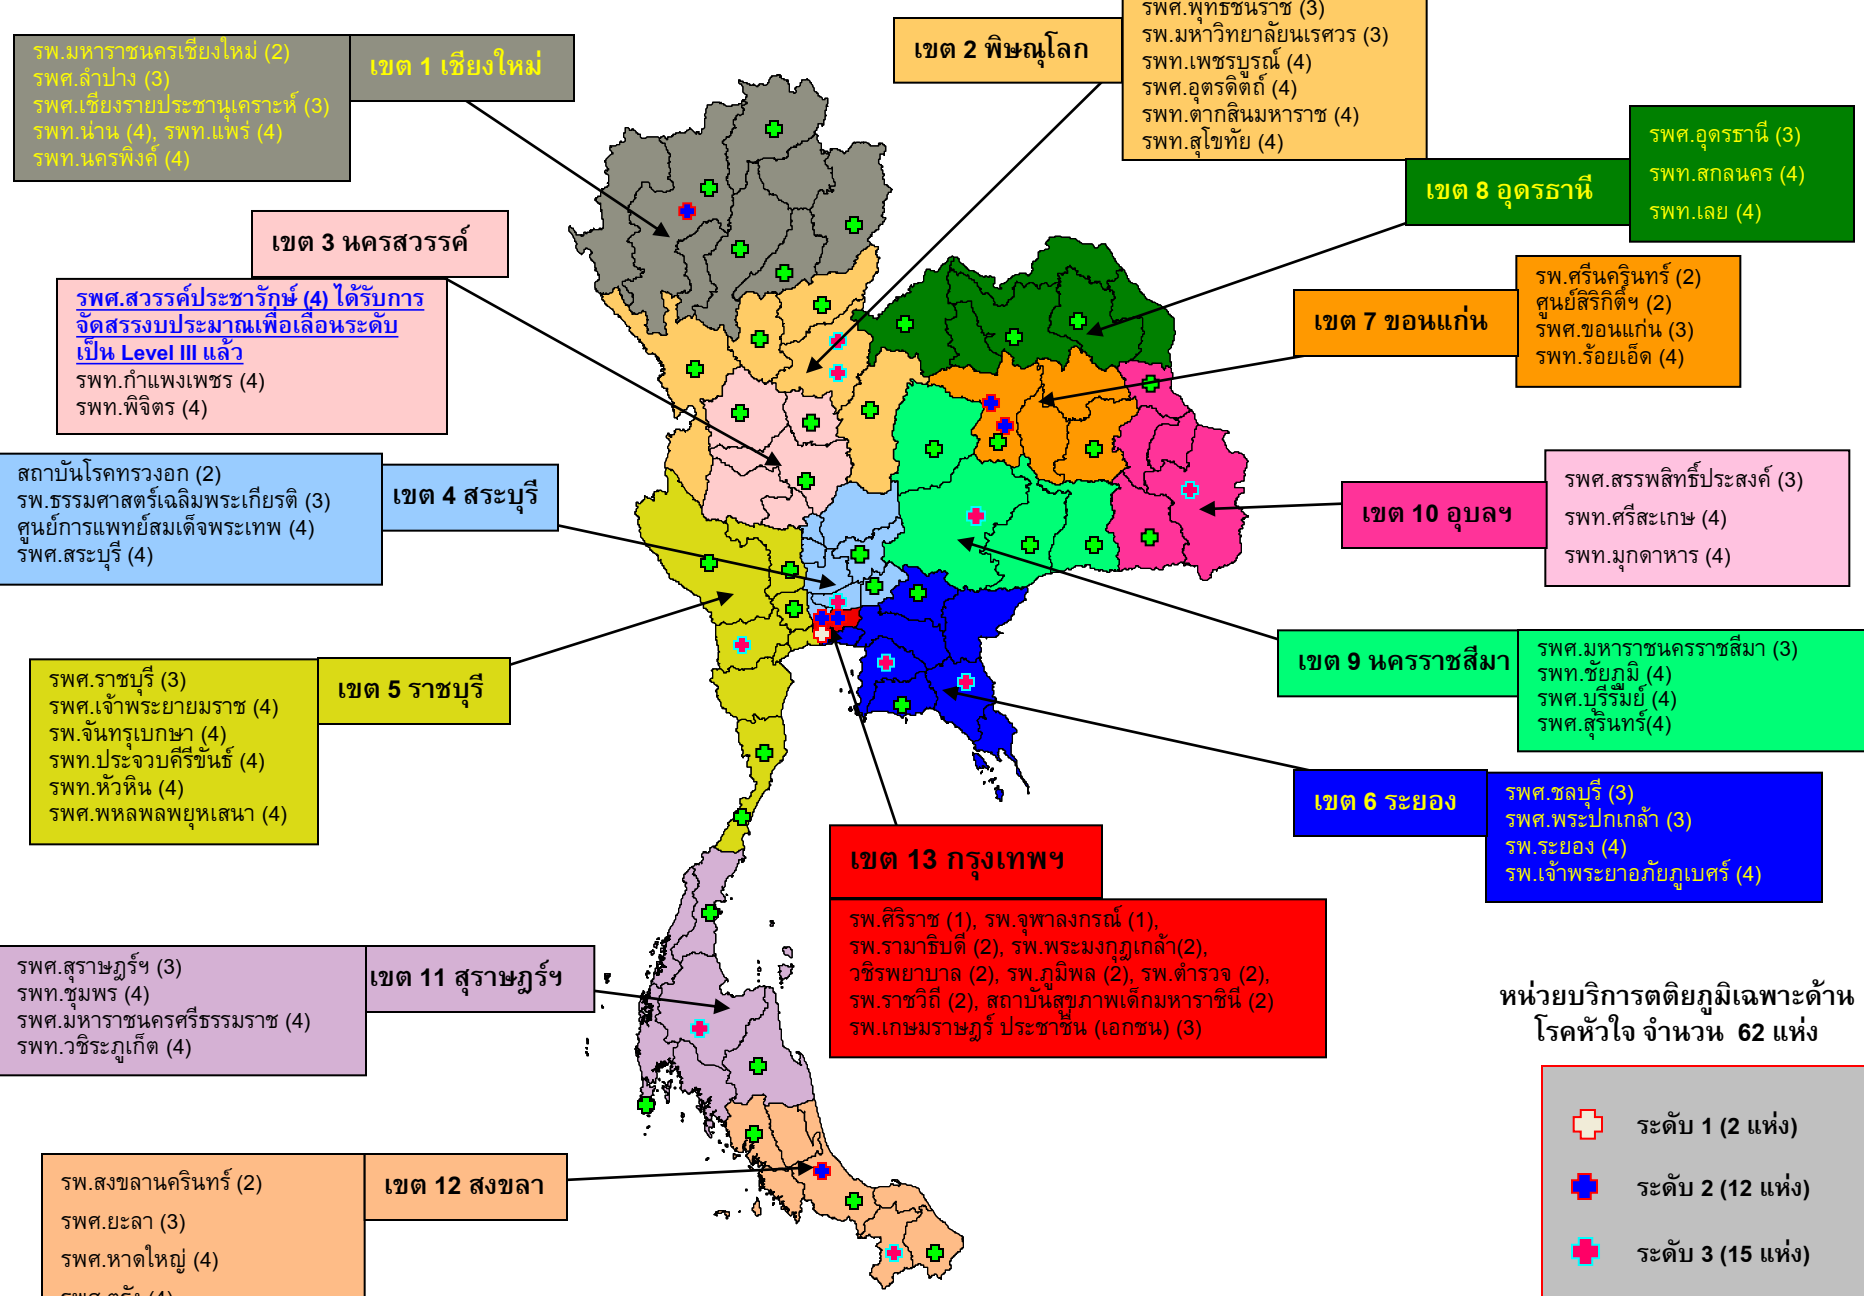 รพ.มหาราชนครเชียงใหม่ (2)
รพศ.ลำปาง (3)
รพศ.เชียงรายประชานุเคราะห์ (3)
รพท.น่าน (4), รพท.แพร่ (4)
รพท.นครพิงค์ (4)
เขต 1 เชียงใหม่
เขต 2 พิษณุโลก
รพศ.พุทธชินราช (3)
รพ.มหาวิทยาลัยนเรศวร (3)
รพท.เพชรบูรณ์ (4)
รพศ.อุตรดิตถ์ (4)
รพท.ตากสินมหาราช (4)
รพท.สุโขทัย (4)
เขต 8 อุดรธานี
รพศ.อุดรธานี (3)
รพท.สกลนคร (4)
รพท.เลย (4)
เขต 3 นครสวรรค์
รพศ.สวรรค์ประชารักษ์ (4) ได้รับการ
จัดสรรงบประมาณเพื่อเลื่อนระดับ
เป็น Level III แล้ว
รพท.กำแพงเพชร (4)
รพท.พิจิตร (4)
เขต 7 ขอนแก่น
รพ.ศรีนครินทร์ (2)
ศูนย์สิริกิติ์ฯ (2)
รพศ.ขอนแก่น (3)
รพท.ร้อยเอ็ด (4)
สถาบันโรคทรวงอก (2)
รพ.ธรรมศาสตร์เฉลิมพระเกียรติ (3)
ศูนย์การแพทย์สมเด็จพระเทพ (4)
รพศ.สระบุรี (4)
เขต 4 สระบุรี
เขต 10 อุบลฯ
รพศ.สรรพสิทธิ์ประสงค์ (3)
รพท.ศรีสะเกษ (4)
รพท.มุกดาหาร (4)
รพศ.ราชบุรี (3)
รพศ.เจ้าพระยายมราช (4)
รพ.จันทรุเบกษา (4)
รพท.ประจวบคีรีขันธ์ (4)
รพท.หัวหิน (4)
รพศ.พหลพลพยุหเสนา (4)
เขต 5 ราชบุรี
เขต 9 นครราชสีมา
รพศ.มหาราชนครราชสีมา (3)
รพท.ชัยภูมิ (4)
รพศ.บุรีรัมย์ (4)
รพศ.สุรินทร์(4)
เขต 6 ระยอง
รพศ.ชลบุรี (3)
รพศ.พระปกเกล้า (3)
รพ.ระยอง (4)
รพ.เจ้าพระยาอภัยภูเบศร์ (4)
เขต 13 กรุงเทพฯ
รพ.ศิริราช (1), รพ.จุฬาลงกรณ์ (1),
รพ.รามาธิบดี (2), รพ.พระมงกุฎเกล้า(2),
วชิรพยาบาล (2), รพ.ภูมิพล (2), รพ.ตำรวจ (2),
รพ.ราชวิถี (2), สถาบันสุขภาพเด็กมหาราชินี (2)
รพ.เกษมราษฎร์ ประชาชื่น (เอกชน) (3)
รพศ.สุราษฎร์ฯ (3)
รพท.ชุมพร (4)
รพศ.มหาราชนครศรีธรรมราช (4)
รพท.วชิระภูเก็ต (4)
เขต 11 สุราษฎร์ฯ
รพ.สงขลานครินทร์ (2)
รพศ.ยะลา (3)
รพศ.หาดใหญ่ (4)
รพศ.ตรัง (4)
เขต 12 สงขลา
หน่วยบริการตติยภูมิเฉพาะด้าน
โรคหัวใจ จำนวน 62 แห่ง
ระดับ 1 (2 แห่ง)
ระดับ 2 (12 แห่ง)
ระดับ 3 (15 แห่ง)